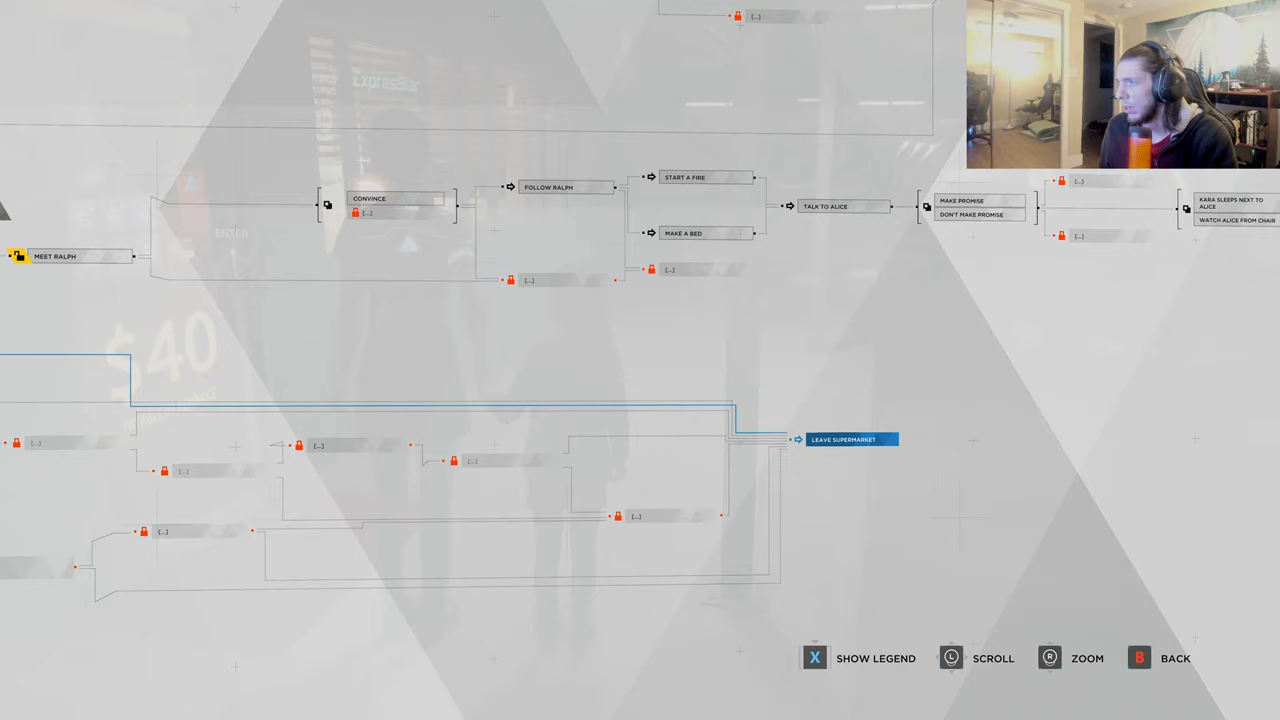 [...]
ExpressStar
START A FIRE
[...]
FOLLOW RALPH
CONVINCE
KARA SLEEPS NEXT TO
ALICE
MAKE PROMISE
TALK TO ALICE
[...]
DON'T MAKE PROMISE
WATCH ALICE FROM CHAIR
ENTER
MAKE A BED
[...]
MEET RALPH
[...]
[...]
$40
LEAVE SUPERMARKET
[...]
[...]
[...]
[...]
[...]
[...]
X SHOW LEGEND
L SCROLL
R ZOOM
B BACK